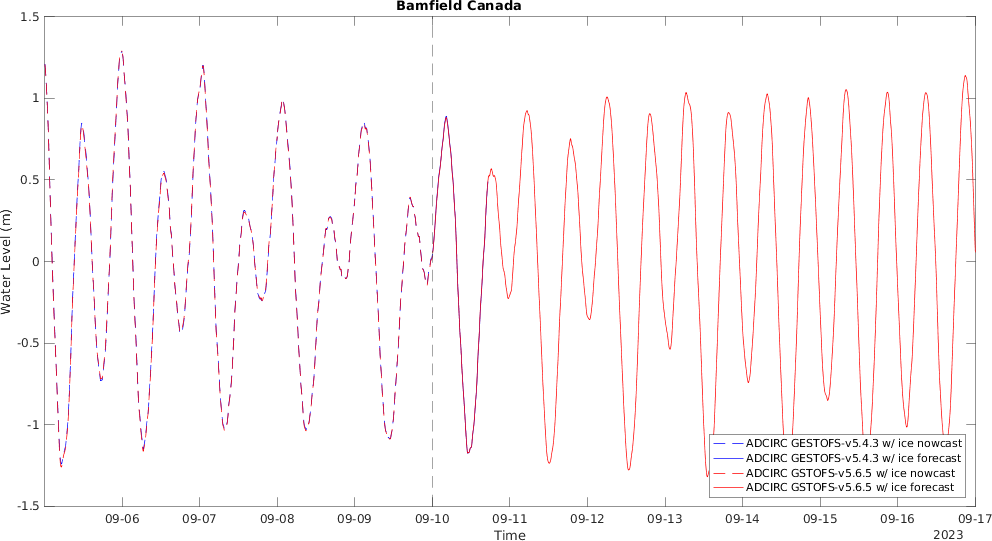 Bamfield Canada
1.5
1
0.5
0
-0.5
-1
-1.5
Water Level (m)
ADCIRC GESTOFS-v5.4.3 w/ ice nowcast
ADCIRC GESTOFS-v5.4.3 w/ ice forecast
ADCIRC GSTOFS-v5.6.5 w/ ice nowcast
ADCIRC GSTOFS-v5.6.5 w/ ice forecast
09-06 09-07 09-08 09-09 09-10 09-11 09-12 09-13 09-14 09-15 09-16 09-17
Time
2023